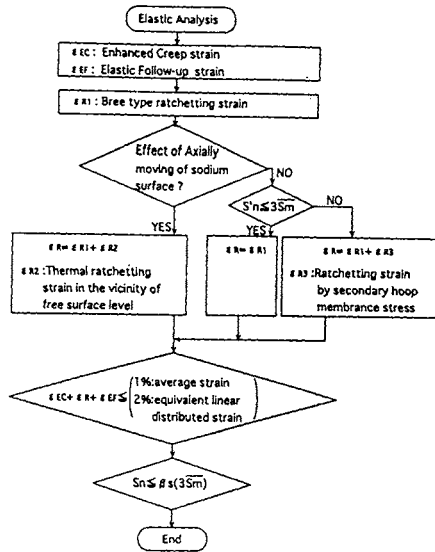 Elastic Analysis
ε EC : Enhanced Creep strain
ε EF : Elastic Follow-up strain
ε R1 : Bree type ratchetting strain
Effect of Axially
moving of sodium
surface ?
NO
S'n≦3S̅m̅
NO
YES
YES
ε R= ε R1 + ε R2
ε R2 :Thermal ratchetting
strain in the vicinity of
free surface level
ε R= ε R1
ε R= ε R1 + ε R3
ε R3 :Ratchetting strain
by secondary hoop
membrance stress
ε EC+ ε R+ ε EF≦
1%:average strain
2%:equivalent linear
distributed strain
Sn≦ β s(3S̅m̅)
End